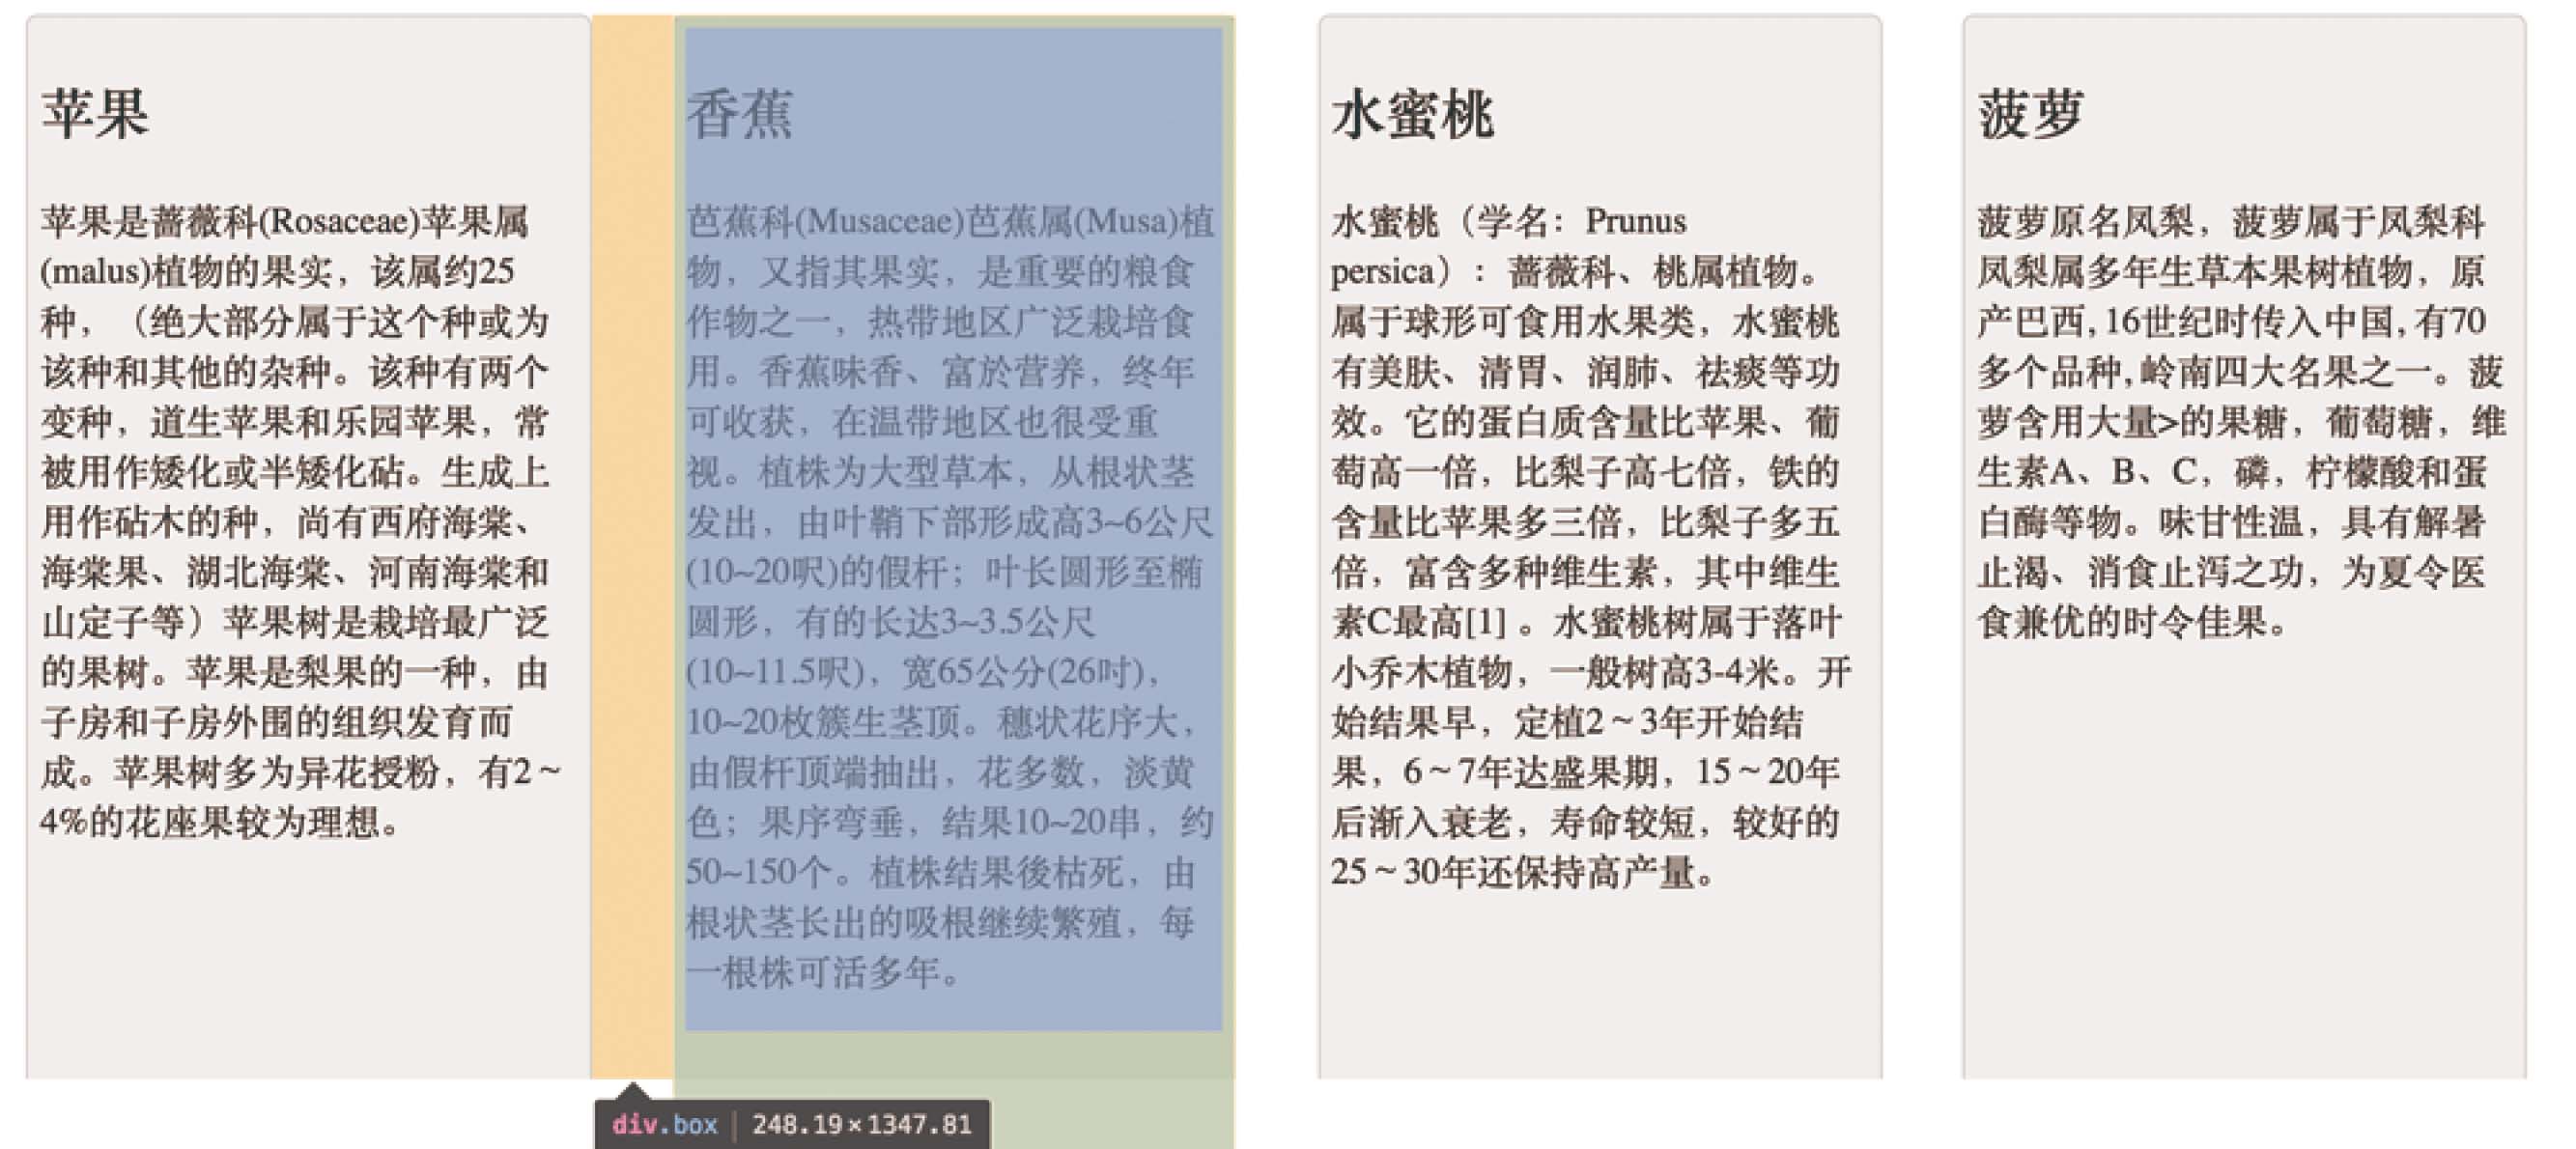 苹果
苹果是蔷薇科(Rosaceae)苹果属
(malus)植物的果实，该属约25
种，（绝大部分属于这个种或为
该种和其他的杂种。该种有两个
变种，道生苹果和乐园苹果，常
被用作矮化或半矮化砧。生成上
用作砧木的种，尚有西府海棠、
海棠果、湖北海棠、河南海棠和
山定子等）苹果树是栽培最广泛
的果树。苹果是梨果的一种，由
子房和子房外围的组织发育而
成。苹果树多为异花授粉，有2～
4%的花座果较为理想。
香蕉
芭蕉科(Musaceae)芭蕉属(Musa)植
物，又指其果实，是重要的粮食
作物之一，热带地区广泛栽培食
用。香蕉味香、富於营养，终年
可收获，在温带地区也很受重
视。植株为大型草本，从根状茎
发出，由叶鞘下部形成高3~6公尺
(10~20呎)的假杆；叶长圆形至椭
圆形，有的长达3~3.5公尺
(10~11.5呎)，宽65公分(26吋)，
10~20枚簇生茎顶。穗状花序大，
由假杆顶端抽出，花多数，淡黄
色；果序弯垂，结果10~20串，约
50~150个。植株结果後枯死，由
根状茎长出的吸根继续繁殖，每
一根株可活多年。
水蜜桃
水蜜桃（学名：Prunus
persica）：蔷薇科、桃属植物。
属于球形可食用水果类，水蜜桃
有美肤、清胃、润肺、祛痰等功
效。它的蛋白质含量比苹果、葡
萄高一倍，比梨子高七倍，铁的
含量比苹果多三倍，比梨子多五
倍，富含多种维生素，其中维生
素C最高[1] 。水蜜桃树属于落叶
小乔木植物，一般树高3-4米。开
始结果早，定植2～3年开始结
果，6～7年达盛果期，15～20年
后渐入衰老，寿命较短，较好的
25～30年还保持高产量。
菠萝
菠萝原名凤梨，菠萝属于凤梨科
凤梨属多年生草本果树植物，原
产巴西,16世纪时传入中国,有70
多个品种,岭南四大名果之一。菠
萝含用大量>的果糖，葡萄糖，维
生素A、B、C，磷，柠檬酸和蛋
白酶等物。味甘性温，具有解暑
止渴、消食止泻之功，为夏令医
食兼优的时令佳果。
div.box 248.19×1347.81